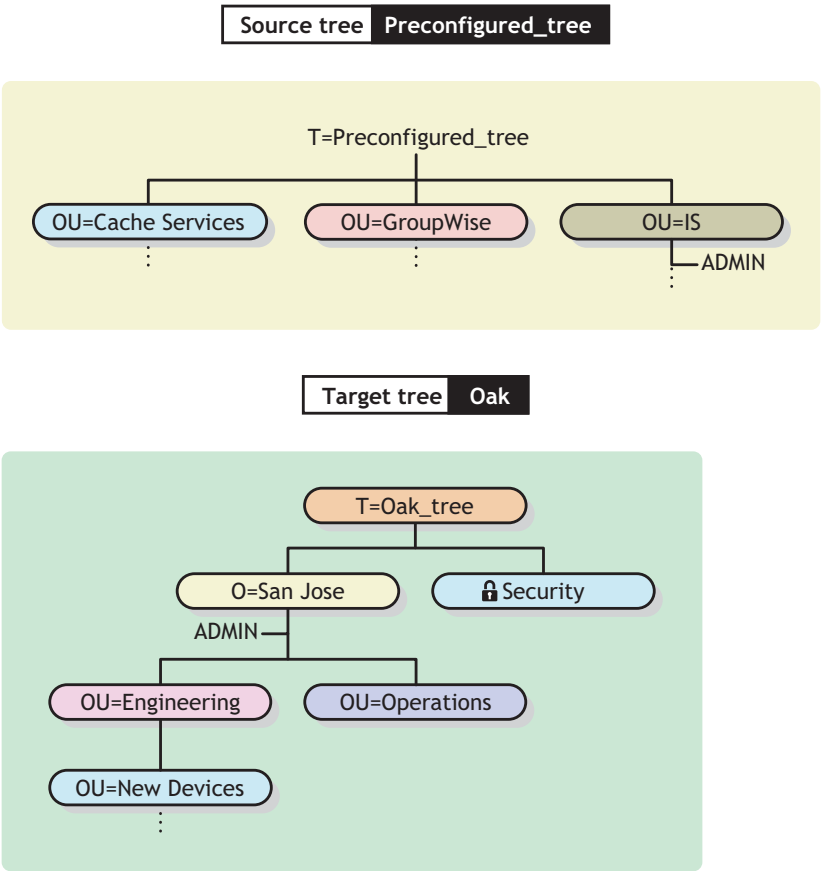 Source tree Preconfigured_tree
T=Preconfigured_tree
OU=Cache Services OU=GroupWise OU=IS
ADMIN
Target tree Oak
T=Oak_tree
O=San Jose Security
ADMIN
OU=Engineering OU=Operations
OU=New Devices